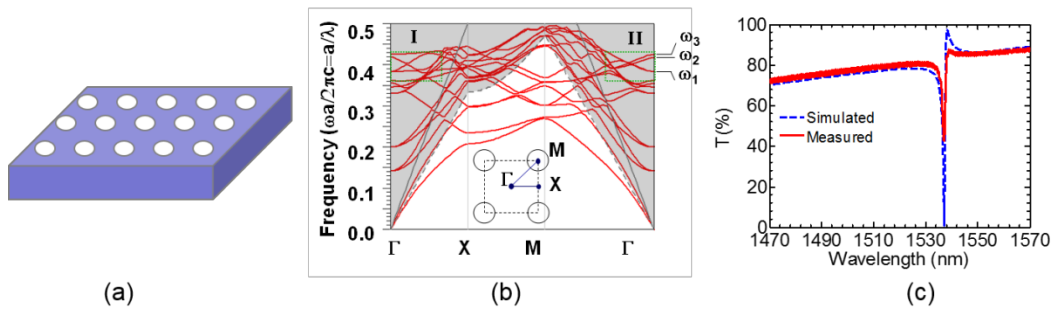 Frequency (ωa/2πc=a/λ)
0.5
0.4
0.3
0.2
0.1
0.0
I
II
ω3
ω2
ω1
M
Γ
X
Γ
X
M
Γ
T(%)
100
80
60
40
20
0
Simulated
Measured
1470 1490 1510 1530 1550 1570
Wavelength (nm)
(a)
(b)
(c)